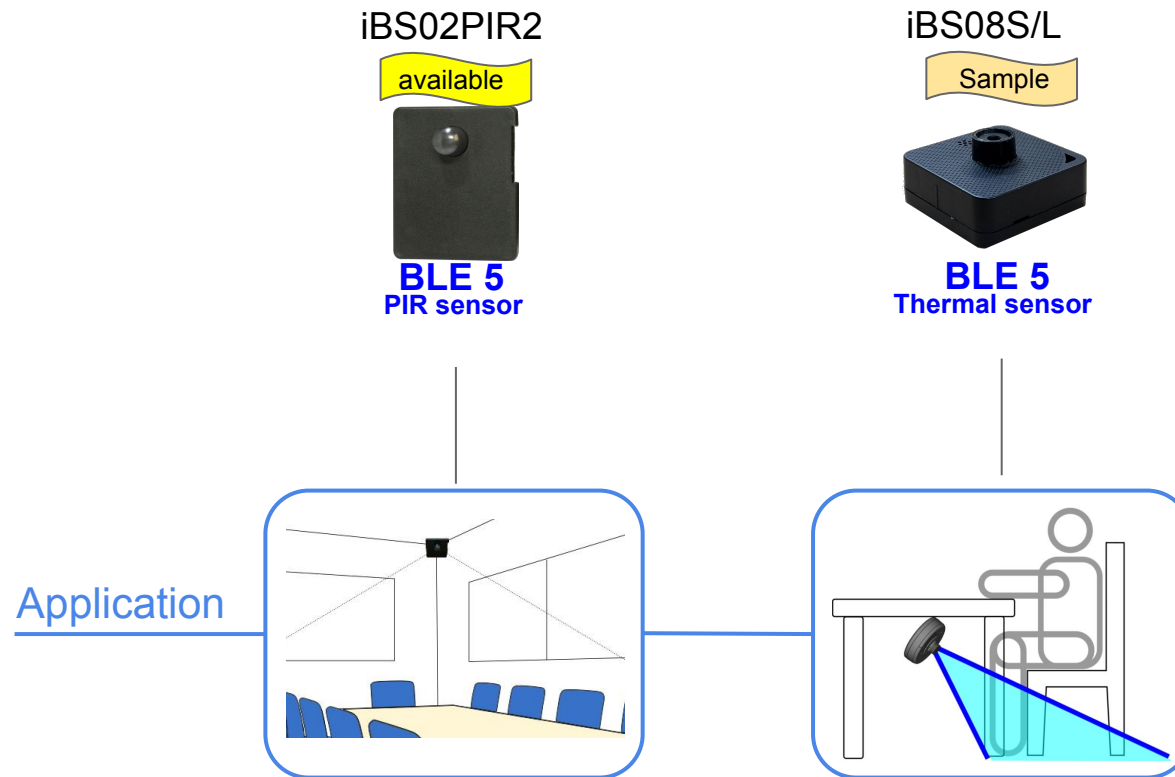 iBS02PIR2
available
BLE 5
PIR sensor
iBS08S/L
Sample
BLE 5
Thermal sensor
Application